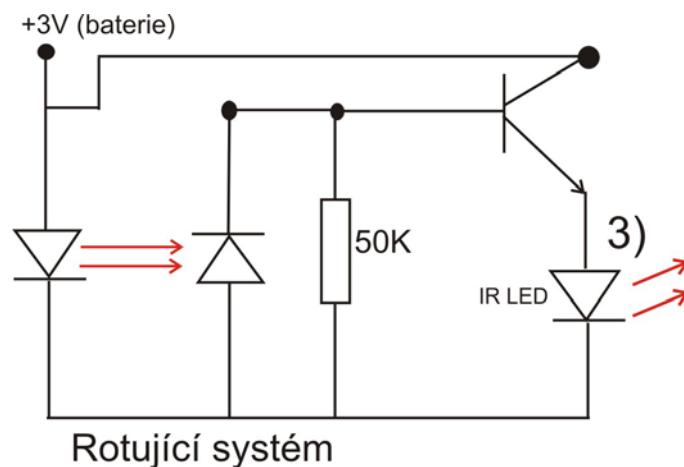 +3V (baterie)
50K
3)
IR LED
Rotující systém